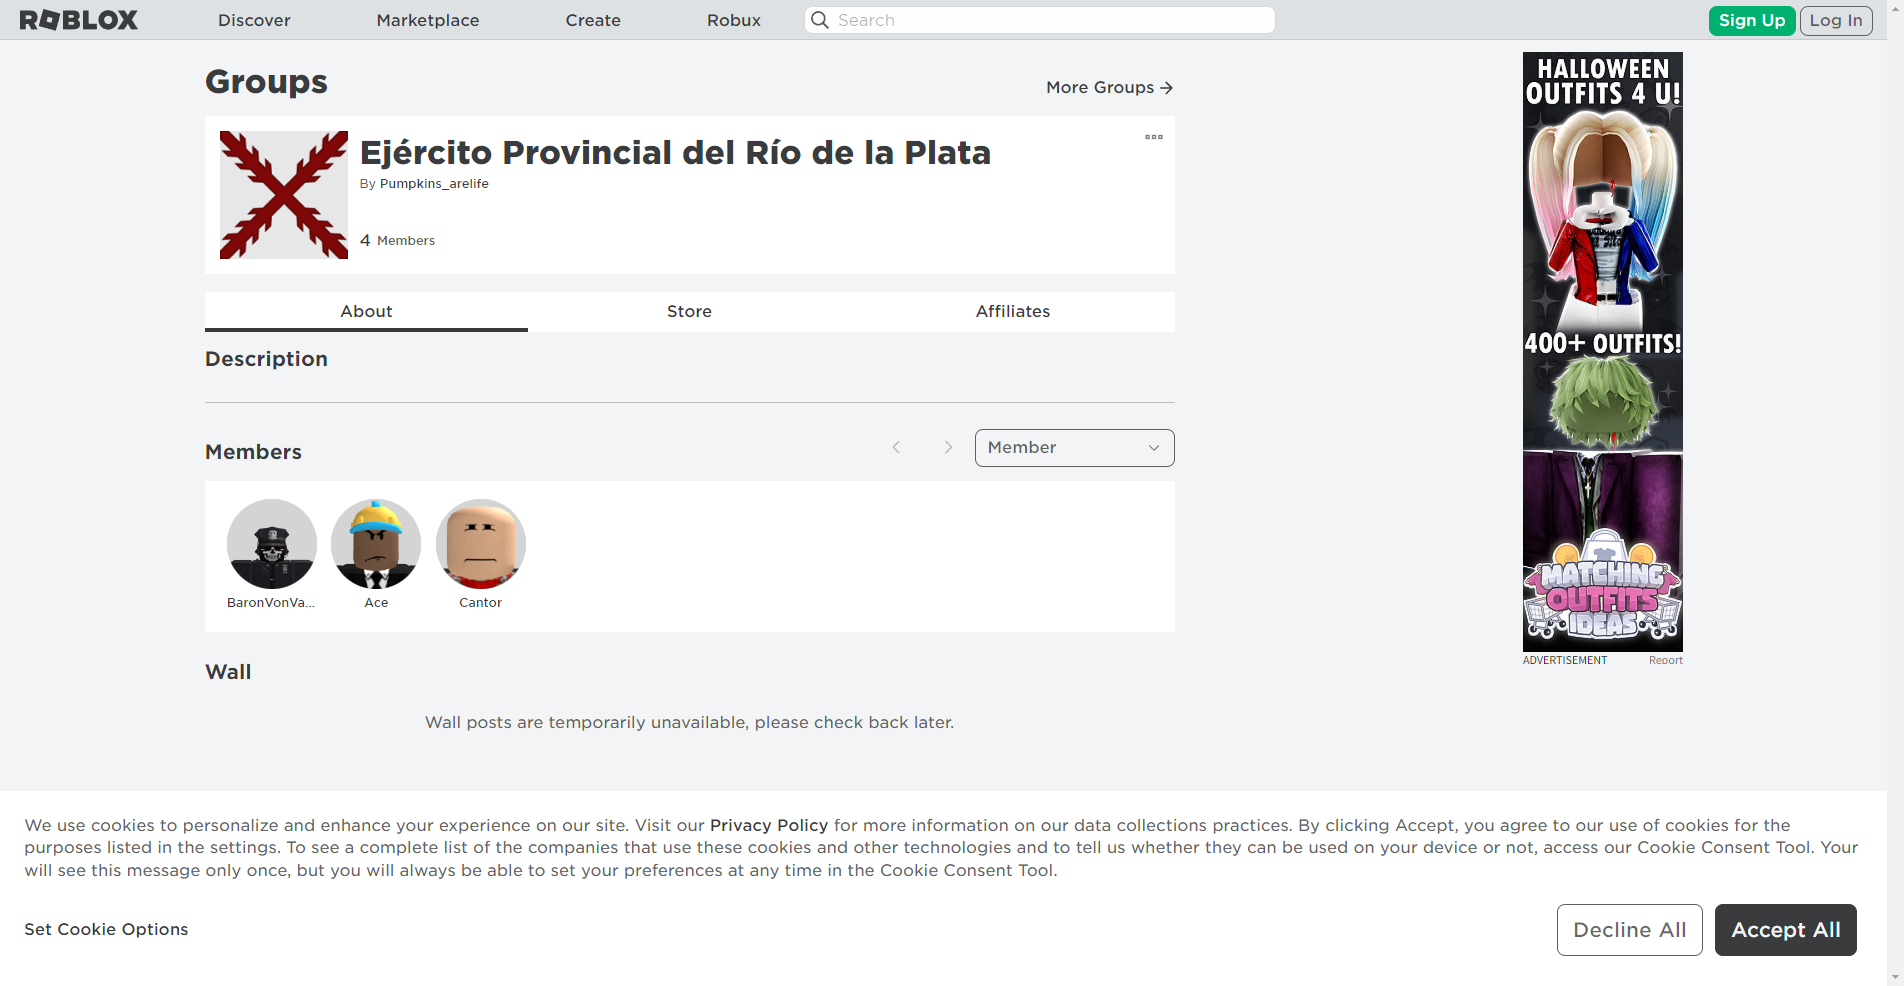 ROBLOX
Discover
Marketplace
Create
Robux
Search
Sign Up
Log In
Groups
More Groups
Ejército Provincial del Río de la Plata
By Pumpkins_arelife
4 Members
About
Store
Affiliates
Description
Members
Member
BaronVonVa...
Ace
Cantor
Wall
Wall posts are temporarily unavailable, please check back later.
HALLOWEEN
OUTFITS 4 U!
400+ OUTFITS!
MATCHING
OUTFITS
IDEAS
ADVERTISEMENT
Report
We use cookies to personalize and enhance your experience on our site. Visit our Privacy Policy for more information on our data collections practices. By clicking Accept, you agree to our use of cookies for the
purposes listed in the settings. To see a complete list of the companies that use these cookies and other technologies and to tell us whether they can be used on your device or not, access our Cookie Consent Tool. Your
will see this message only once, but you will always be able to set your preferences at any time in the Cookie Consent Tool.
Set Cookie Options
Decline All
Accept All